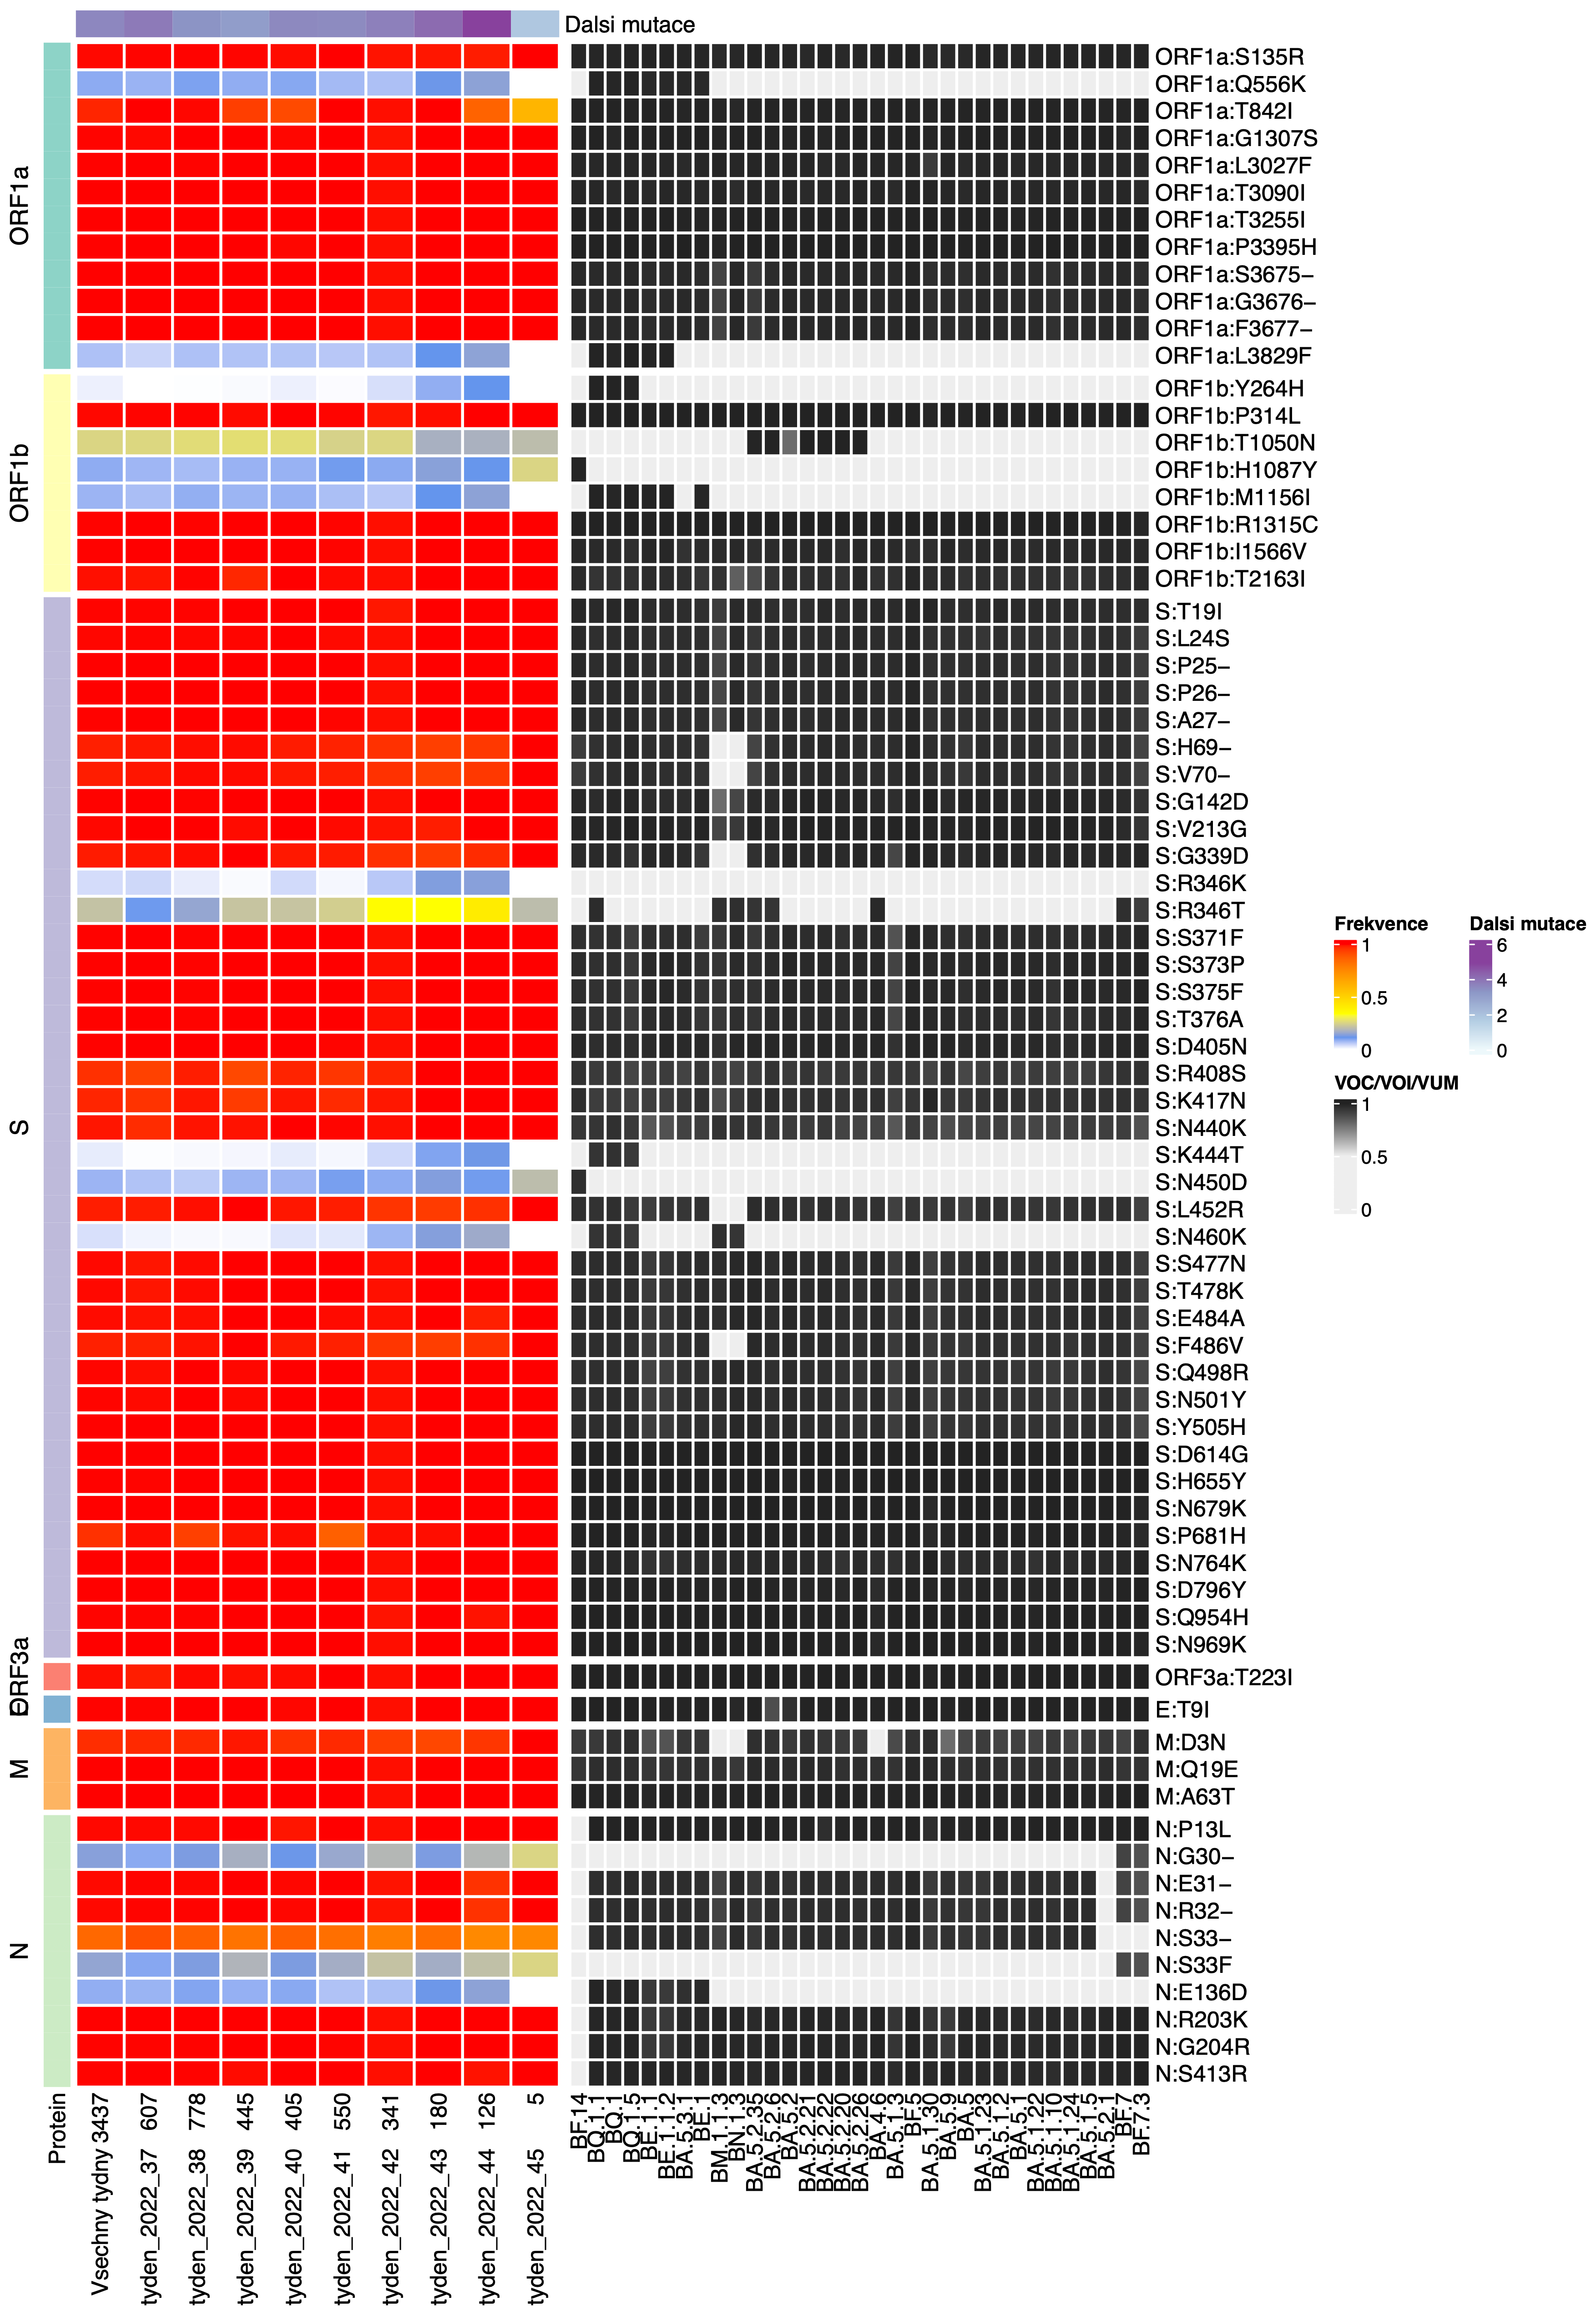 Dalsi mutace
ORF1a
ORF1b
S
ORF3a
E
M
N
ORF1a:S135R
ORF1a:Q556K
ORF1a:T842I
ORF1a:G1307S
ORF1a:L3027F
ORF1a:T3090I
ORF1a:T3255I
ORF1a:P3395H
ORF1a:S3675–
ORF1a:G3676–
ORF1a:F3677–
ORF1a:L3829F
ORF1b:Y264H
ORF1b:P314L
ORF1b:T1050N
ORF1b:H1087Y
ORF1b:M1156I
ORF1b:R1315C
ORF1b:I1566V
ORF1b:T2163I
S:T19I
S:L24S
S:P25–
S:P26–
S:A27–
S:H69–
S:V70–
S:G142D
S:V213G
S:G339D
S:R346K
S:R346T
S:S371F
S:S373P
S:S375F
S:T376A
S:D405N
S:R408S
S:K417N
S:N440K
S:K444T
S:N450D
S:L452R
S:N460K
S:S477N
S:T478K
S:E484A
S:F486V
S:Q498R
S:N501Y
S:Y505H
S:D614G
S:H655Y
S:N679K
S:P681H
S:N764K
S:D796Y
S:Q954H
S:N969K
ORF3a:T223I
E:T9I
M:D3N
M:Q19E
M:A63T
N:P13L
N:G30–
N:E31–
N:R32–
N:S33–
N:S33F
N:E136D
N:R203K
N:G204R
N:S413R
Frekvence
1
0.5
0
Dalsi mutace
6
4
2
0
VOC/VOI/VUM
1
0.5
0
Protein
Vsechny tydny 3437
tyden_2022_37 607
tyden_2022_38 778
tyden_2022_39 445
tyden_2022_40 405
tyden_2022_41 550
tyden_2022_42 341
tyden_2022_43 180
tyden_2022_44 126
tyden_2022_45 5
BF.14
BQ.1.1
BQ.1
BQ.1.5
BE.1.1
BE.1.1.2
BA.5.3.1
BE.1
BM.1.1.3
BN.1.3
BA.5.2.35
BA.5.2.6
BA.5.2
BA.5.2.21
BA.5.2.22
BA.5.2.20
BA.5.2.26
BA.4.6
BA.5.1.3
BF.5
BA.5.1.30
BA.5.9
BA.5
BA.5.1.23
BA.5.1.2
BA.5.1
BA.5.1.22
BA.5.1.10
BA.5.1.24
BA.5.1.5
BA.5.2.1
BF.7
BF.7.3